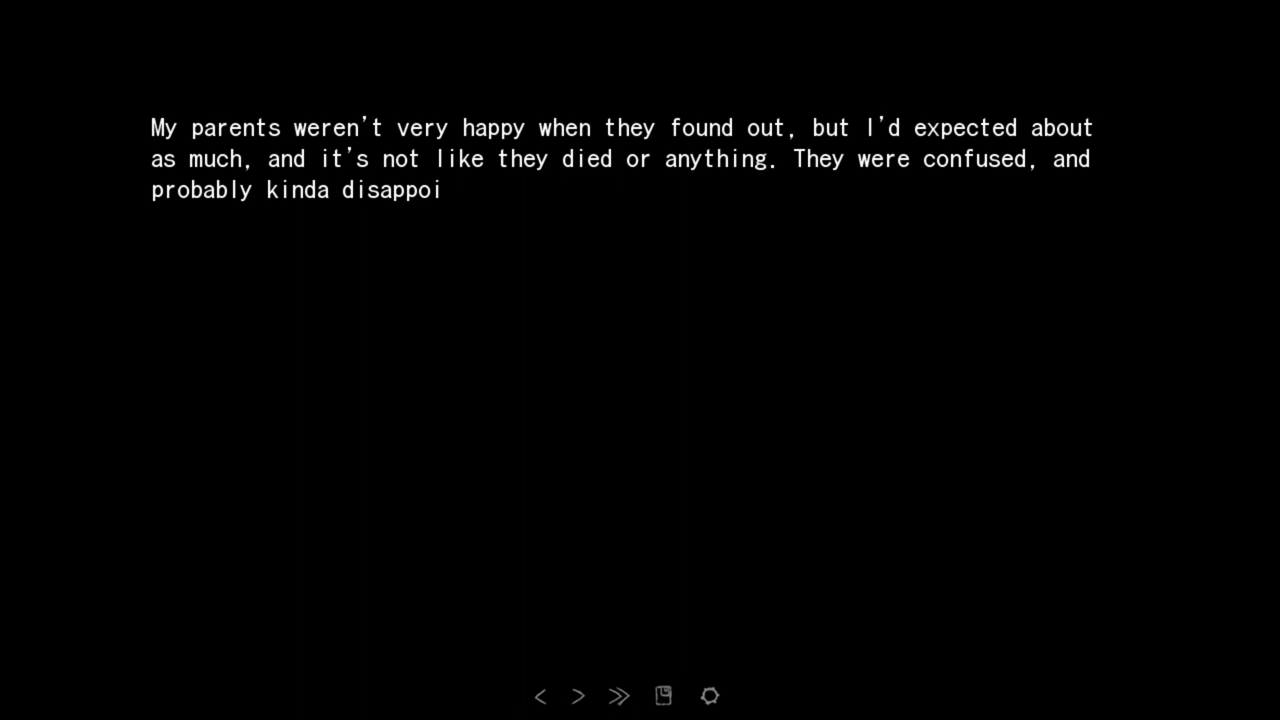 My parents weren't very happy when they found out, but I'd expected about
as much, and it's not like they died or anything. They were confused, and
probably kinda disappoi